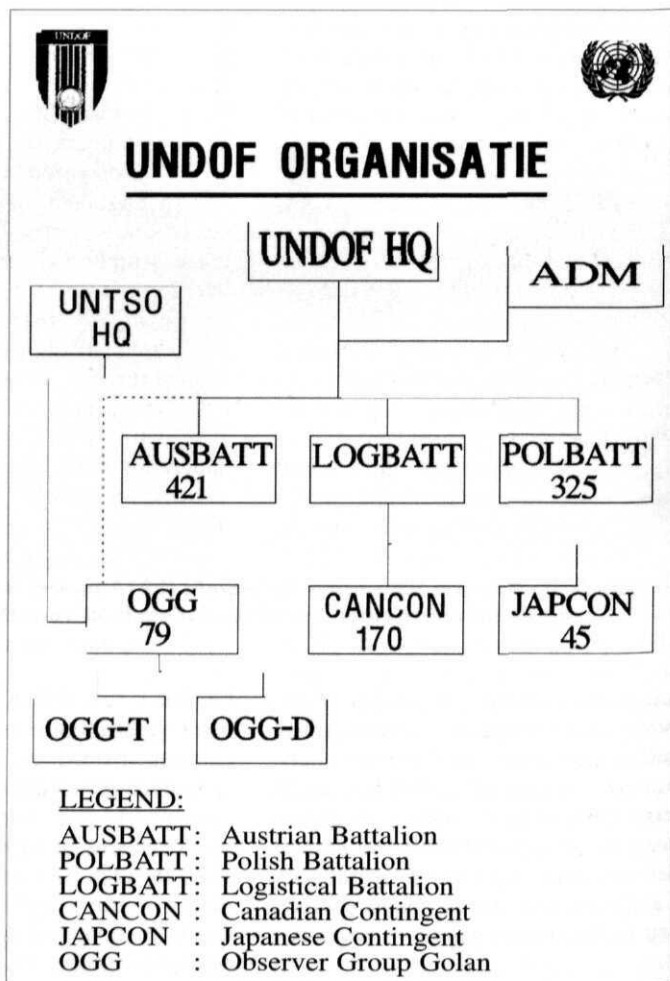 UNDOF
UNDOF ORGANISATIE
UNDOF HQ
ADM
UNTSO
HQ
AUSBATT
421
LOGBATT
POLBATT
325
OGG
79
CANCON
170
JAPCON
45
OGG-T
OGG-D
LEGEND:
AUSBATT: Austrian Battalion
POLBATT: Polish Battalion
LOGBATT: Logistical Battalion
CANCON : Canadian Contingent
JAPCON : Japanese Contingent
OGG : Observer Group Golan